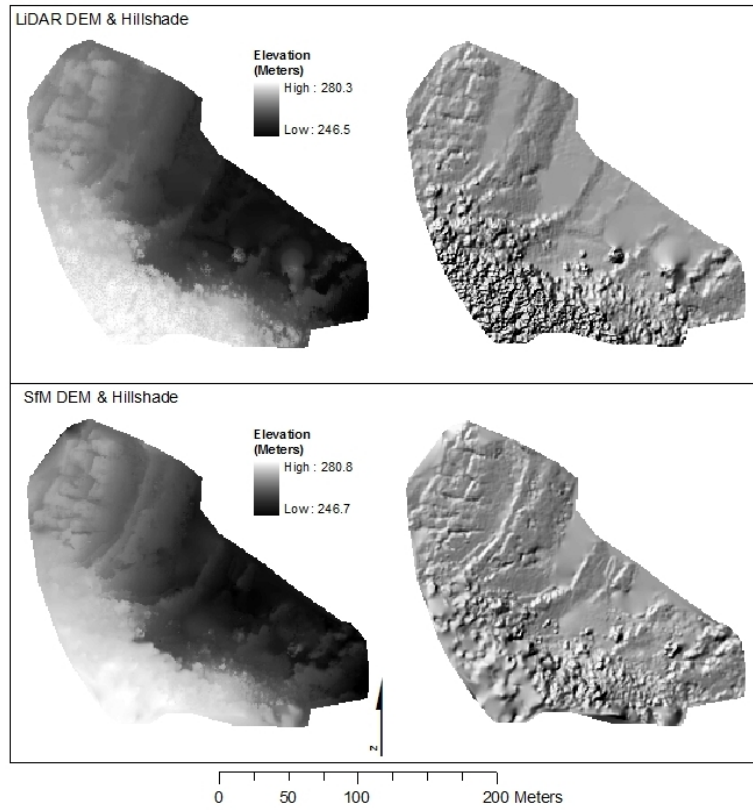 LiDAR DEM & Hillshade
Elevation
(Meters)
High : 280.3
Low : 246.5
SfM DEM & Hillshade
Elevation
(Meters)
High : 280.8
Low : 246.7
z
0 50 100 200 Meters